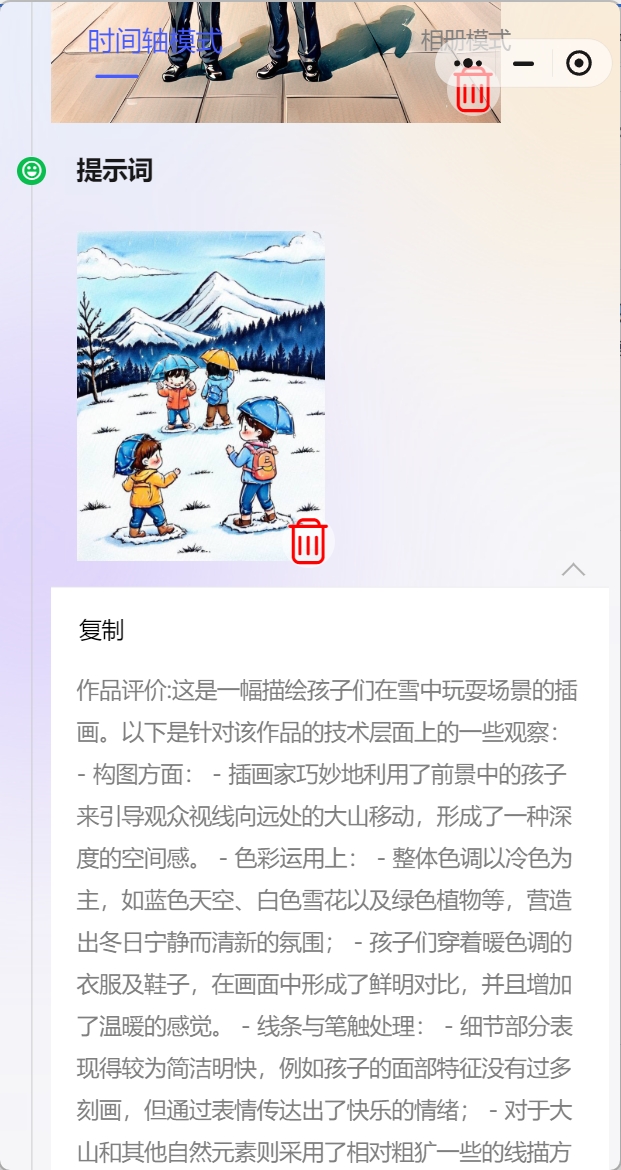 时间轴模式
相册模式
提示词
复制
作品评价:这是一幅描绘孩子们在雪中玩耍场景的插
画。以下是针对该作品的技术层面上的一些观察：
- 构图方面： - 插画家巧妙地利用了前景中的孩子
来引导观众视线向远处的大山移动，形成了一种深
度的空间感。 - 色彩运用上： - 整体色调以冷色为
主，如蓝色天空、白色雪花以及绿色植物等，营造
出冬日宁静而清新的氛围； - 孩子们穿着暖色调的
衣服及鞋子，在画面中形成了鲜明对比，并且增加
了温暖的感觉。 - 线条与笔触处理： - 细节部分表
现得较为简洁明快，例如孩子的面部特征没有过多
刻画，但通过表情传达出了快乐的情绪； - 对于大
山和其他自然元素则采用了相对粗犷一些的线描方